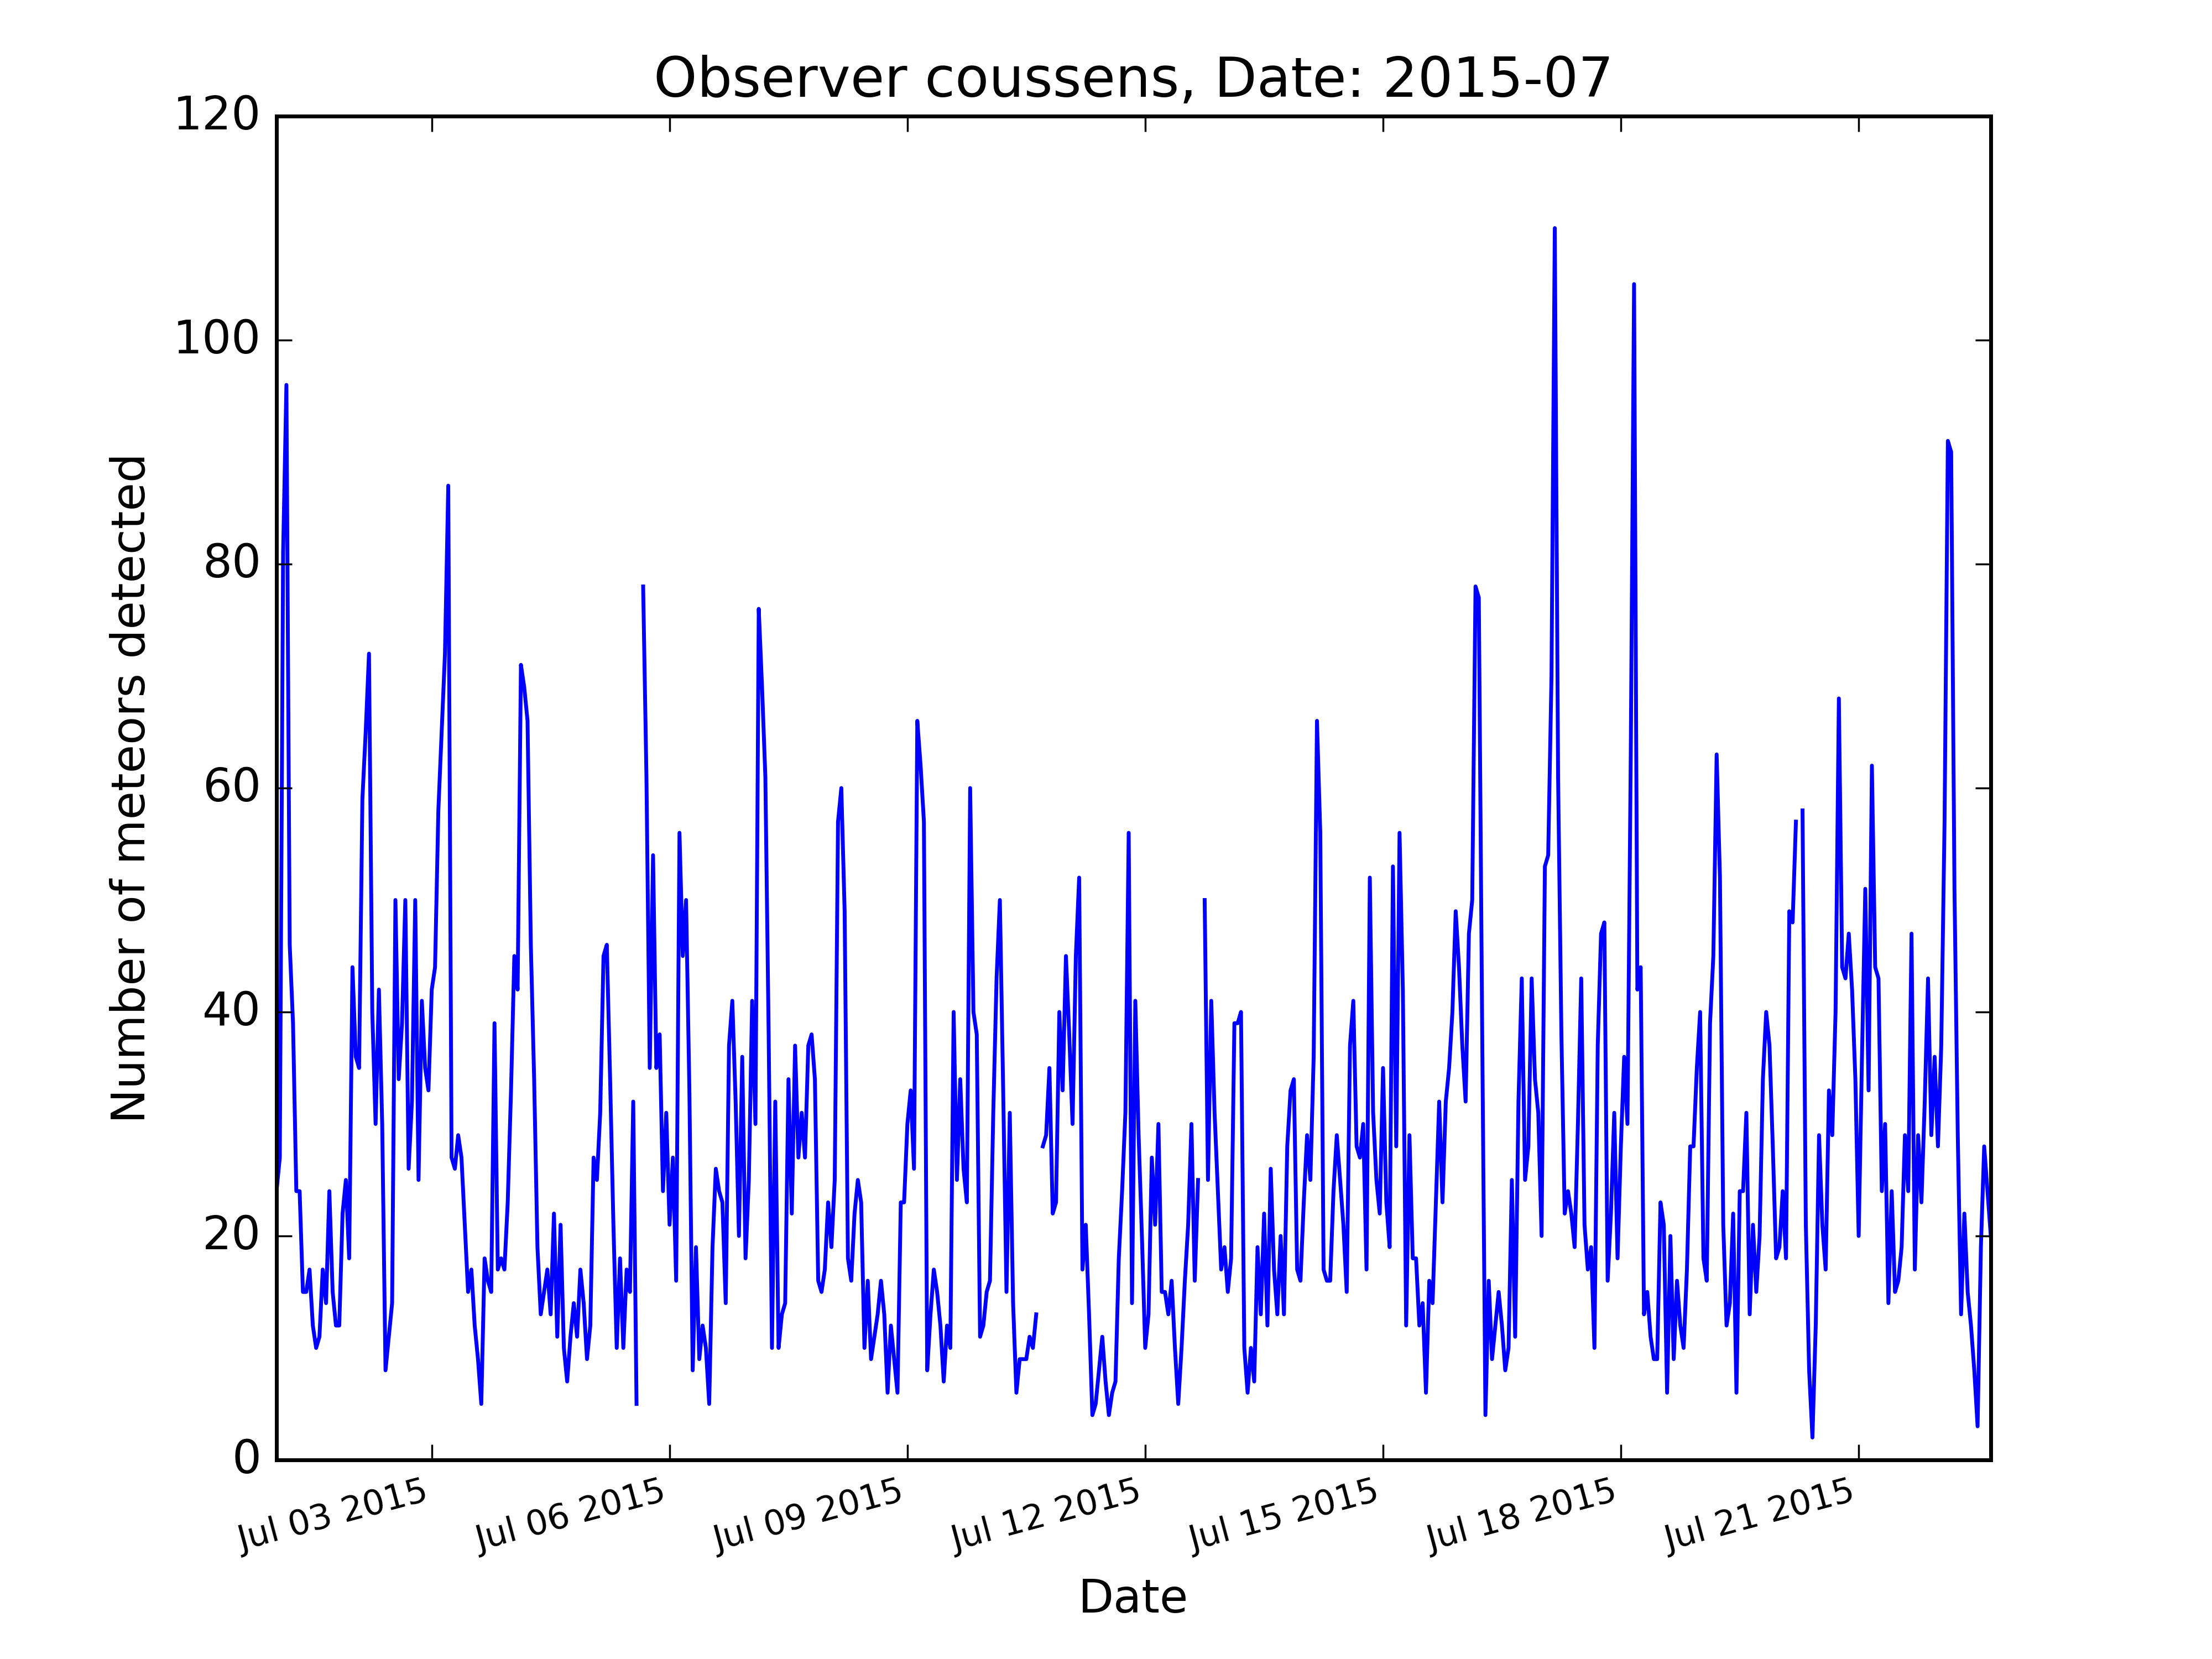 Observer coussens, Date: 2015-07
120
100
80
60
40
20
0
Number of meteors detected
Jul 03 2015
Jul 06 2015
Jul 09 2015
Jul 12 2015
Jul 15 2015
Jul 18 2015
Jul 21 2015
Date